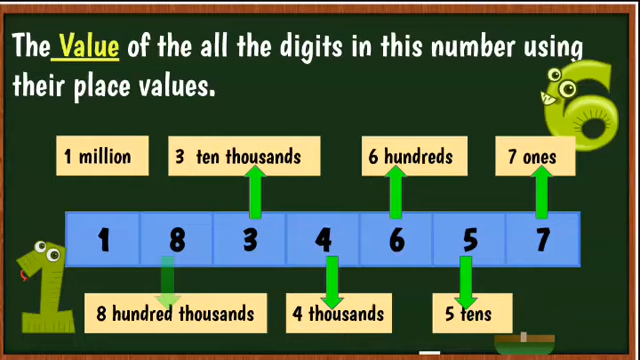 The Value of the all the digits in this number using
their place values.
1 million
3 ten thousands
6 hundreds
7 ones
1 8 3 4 6 5 7
8 hundred thousands
4 thousands
5 tens